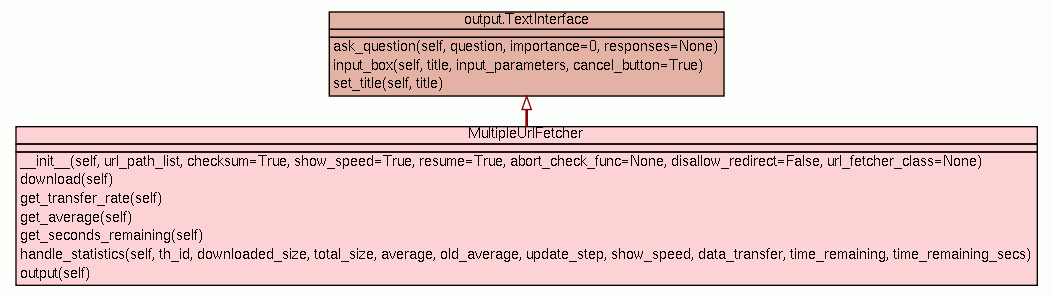 output.TextInterface
ask_question(self, question, importance=0, responses=None)
input_box(self, title, input_parameters, cancel_button=True)
set_title(self, title)
MultipleUrlFetcher
__init__(self, url_path_list, checksum=True, show_speed=True, resume=True, abort_check_func=None, disallow_redirect=False, url_fetcher_class=None)
download(self)
get_transfer_rate(self)
get_average(self)
get_seconds_remaining(self)
handle_statistics(self, th_id, downloaded_size, total_size, average, old_average, update_step, show_speed, data_transfer, time_remaining, time_remaining_secs)
output(self)